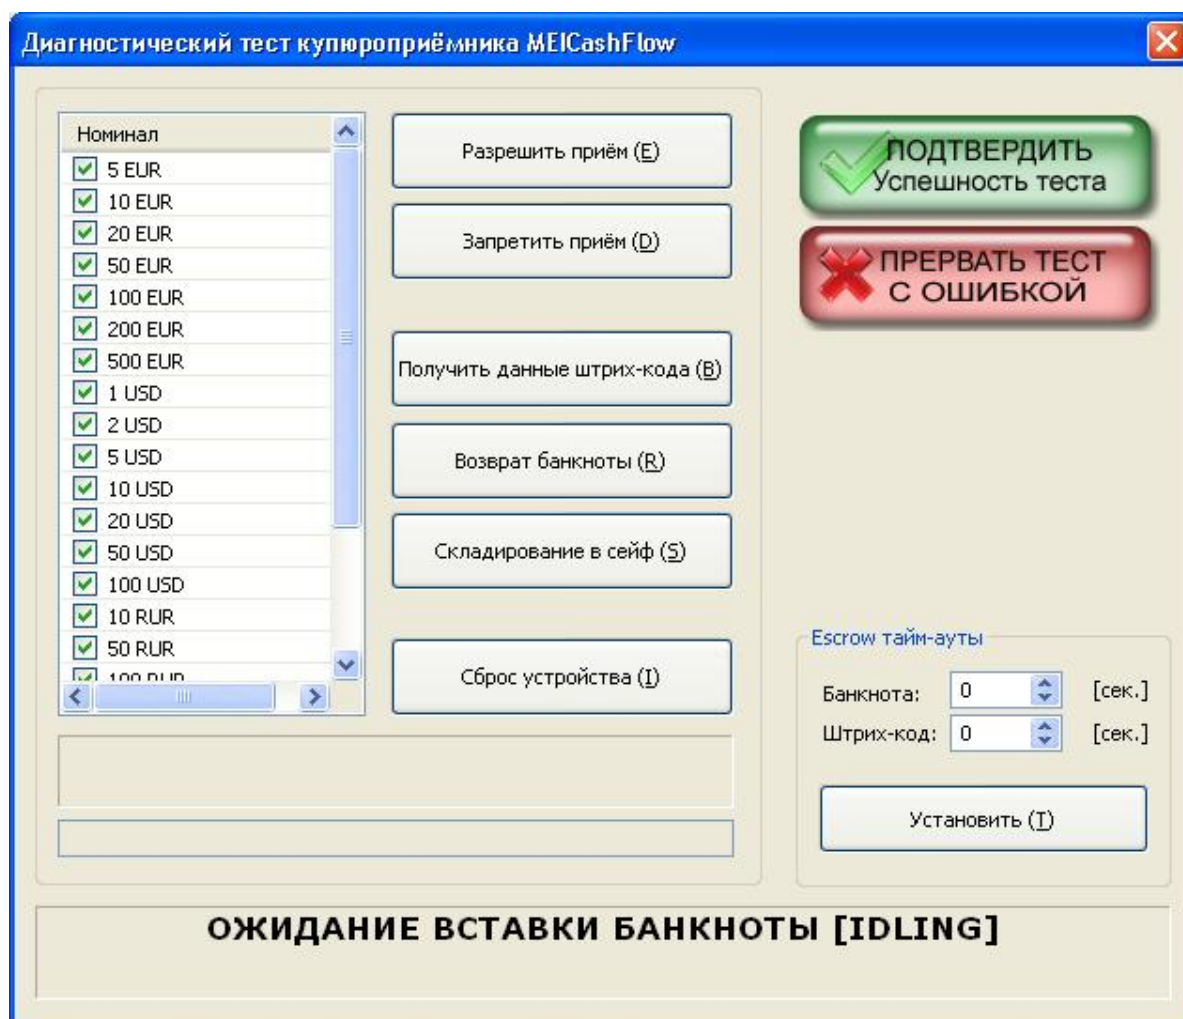 Диагностический тест купюроприёмника MEICashFlow
Номинал
5 EUR
10 EUR
20 EUR
50 EUR
100 EUR
200 EUR
500 EUR
1 USD
2 USD
5 USD
10 USD
20 USD
50 USD
100 USD
10 RUR
50 RUR
100 RUR
Разрешить приём (E)
Запретить приём (D)
Получить данные штрих-кода (B)
Возврат банкноты (R)
Складирование в сейф (S)
Сброс устройства (I)
ПОДТВЕРДИТЬ
Успешность теста
ПРЕРВАТЬ ТЕСТ
С ОШИБКОЙ
Escrow тайм-ауты
Банкнота: 0 [сек.]
Штрих-код: 0 [сек.]
Установить (T)
ОЖИДАНИЕ ВСТАВКИ БАНКНОТЫ [IDLING]